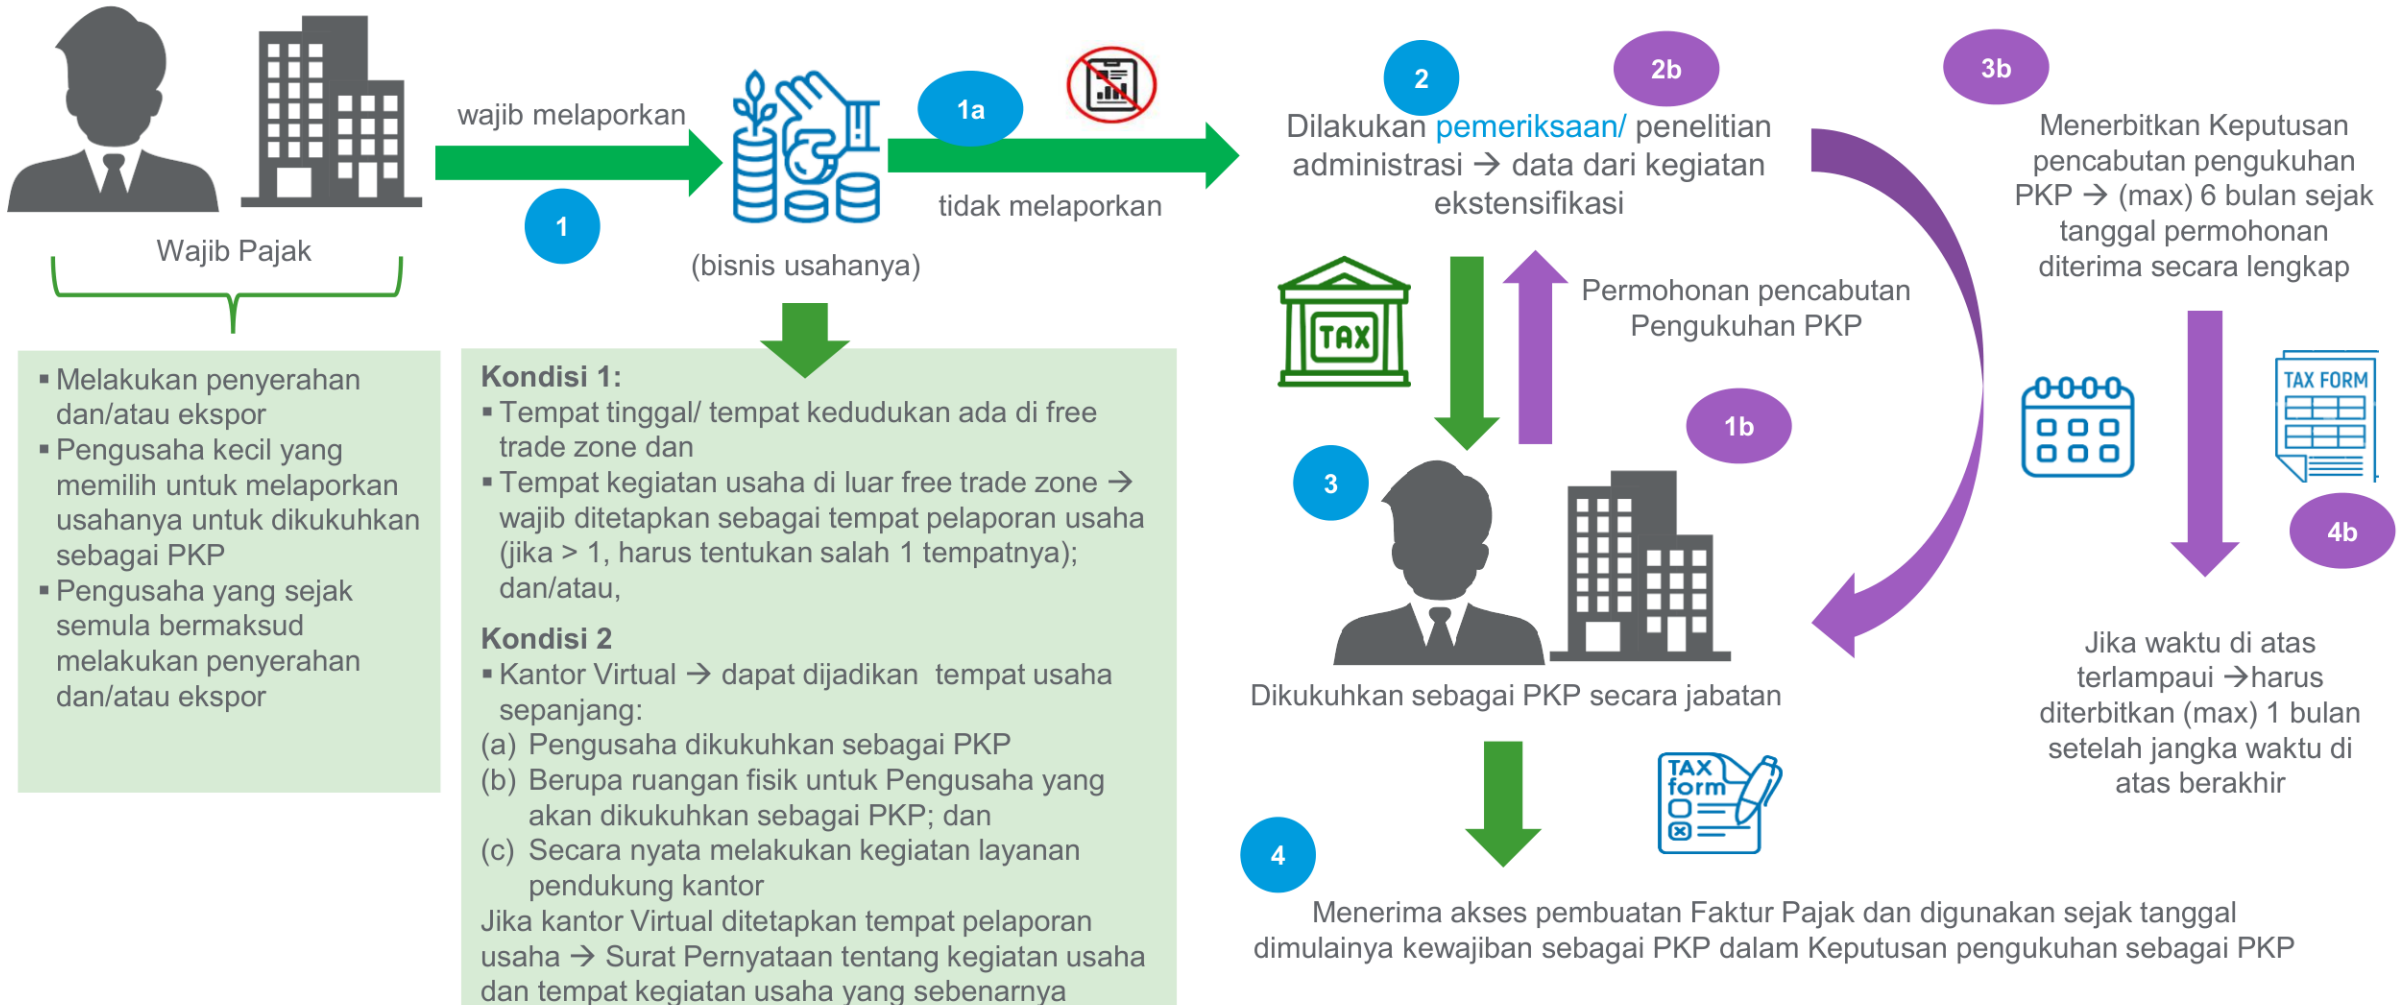 Wajib Pajak
▪ Melakukan penyerahan
dan/atau ekspor
▪ Pengusaha kecil yang
memilih untuk melaporkan
usahanya untuk dikukuhkan
sebagai PKP
▪ Pengusaha yang sejak
semula bermaksud
melakukan penyerahan
dan/atau ekspor
wajib melaporkan
1
(bisnis usahanya)
1a
tidak melaporkan
Kondisi 1:
▪ Tempat tinggal/ tempat kedudukan ada di free
trade zone dan
▪ Tempat kegiatan usaha di luar free trade zone →
wajib ditetapkan sebagai tempat pelaporan usaha
(jika > 1, harus tentukan salah 1 tempatnya);
dan/atau,
Kondisi 2
▪ Kantor Virtual → dapat dijadikan tempat usaha
sepanjang:
(a) Pengusaha dikukuhkan sebagai PKP
(b) Berupa ruangan fisik untuk Pengusaha yang
akan dikukuhkan sebagai PKP; dan
(c) Secara nyata melakukan kegiatan layanan
pendukung kantor
Jika kantor Virtual ditetapkan tempat pelaporan
usaha → Surat Pernyataan tentang kegiatan usaha
dan tempat kegiatan usaha yang sebenarnya
2
2b
Dilakukan pemeriksaan/ penelitian
administrasi → data dari kegiatan
ekstensifikasi
TAX
Permohonan pencabutan
Pengukuhan PKP
1b
3
Dikukuhkan sebagai PKP secara jabatan
TAX
form
4
Menerima akses pembuatan Faktur Pajak dan digunakan sejak tanggal
dimulainya kewajiban sebagai PKP dalam Keputusan pengukuhan sebagai PKP
3b
Menerbitkan Keputusan
pencabutan pengukuhan
PKP → (max) 6 bulan sejak
tanggal permohonan
diterima secara lengkap
TAX FORM
4b
Jika waktu di atas
terlampaui →harus
diterbitkan (max) 1 bulan
setelah jangka waktu di
atas berakhir